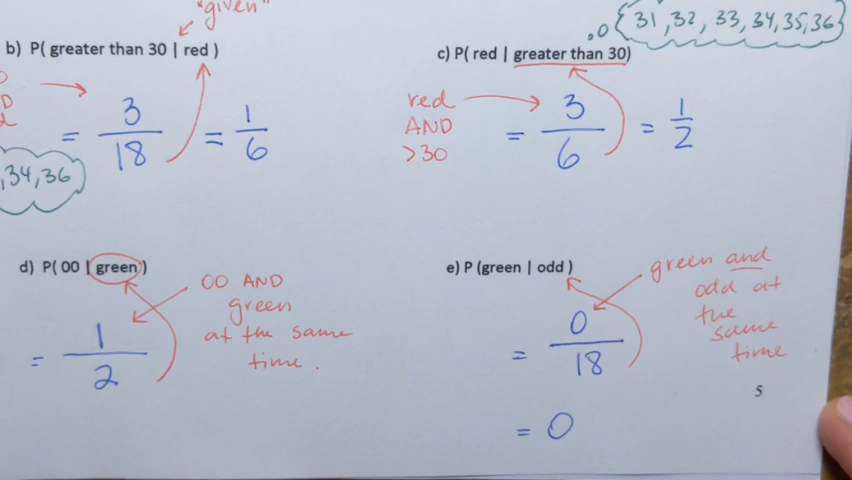 "given"
b) P( greater than 30 | red )
3
= 18 = 1
6
,34,36
31,32, 33,34,35,36
c) P( red | greater than 30)
red
AND
>30
= 3
6
= 1
2
d) P( 00 | green )
00 AND
green
at the same
time.
= 1
2
e) P (green | odd )
green and
odd at
the
same
time
= 0
18
= 0
5